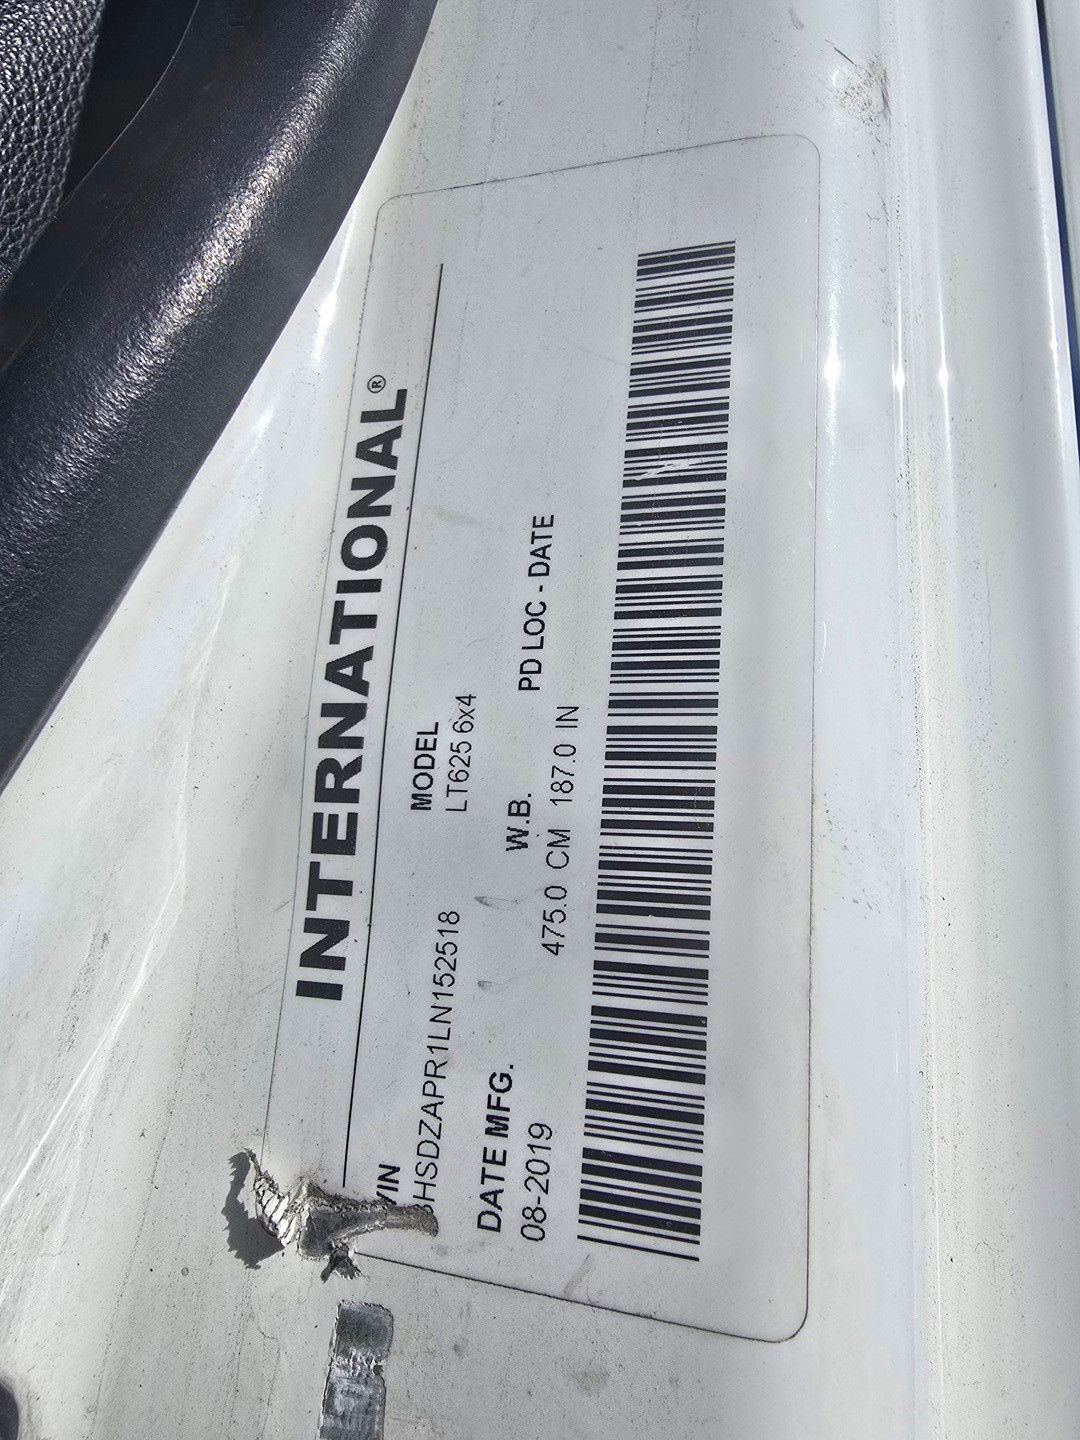 INTERNATIONAL®
VIN
3HSDZAPR1LN152518
MODEL
LT625 6x4
DATE MFG.
08-2019
W.B.
475.0 CM 187.0 IN
PD LOC - DATE